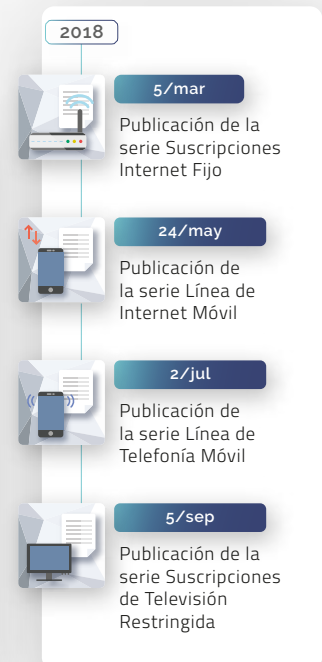 2018
5/mar
Publicación de la
serie Suscripciones
Internet Fijo
24/may
Publicación de
la serie Línea de
Internet Móvil
2/jul
Publicación de
la serie Línea de
Telefonía Móvil
5/sep
Publicación de la
serie Suscripciones
de Televisión
Restringida